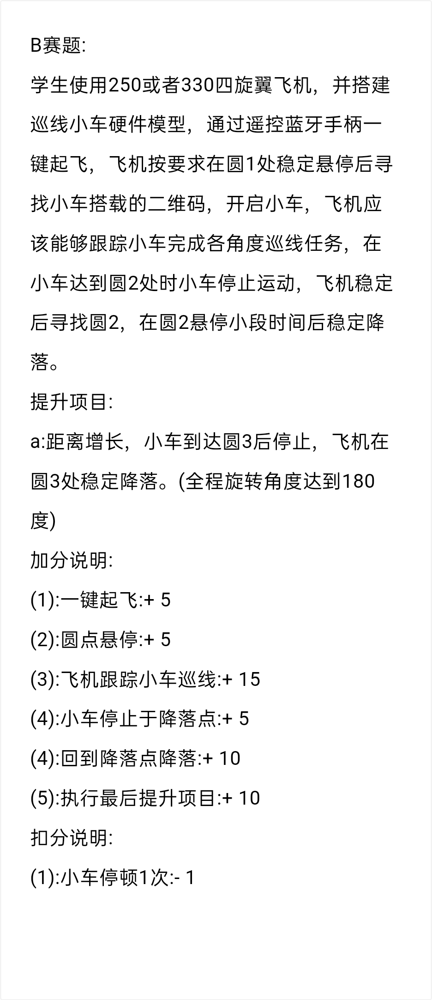 B赛题:
学生使用250或者330四旋翼飞机，并搭建
巡线小车硬件模型，通过遥控蓝牙手柄一
键起飞，飞机按要求在圆1处稳定悬停后寻
找小车搭载的二维码，开启小车，飞机应
该能够跟踪小车完成各角度巡线任务，在
小车达到圆2处时小车停止运动，飞机稳定
后寻找圆2，在圆2悬停小段时间后稳定降
落。
提升项目:
a:距离增长，小车到达圆3后停止，飞机在
圆3处稳定降落。(全程旋转角度达到180
度)
加分说明:
(1):一键起飞:+ 5
(2):圆点悬停:+ 5
(3):飞机跟踪小车巡线:+ 15
(4):小车停止于降落点:+ 5
(4):回到降落点降落:+ 10
(5):执行最后提升项目:+ 10
扣分说明:
(1):小车停顿1次:- 1